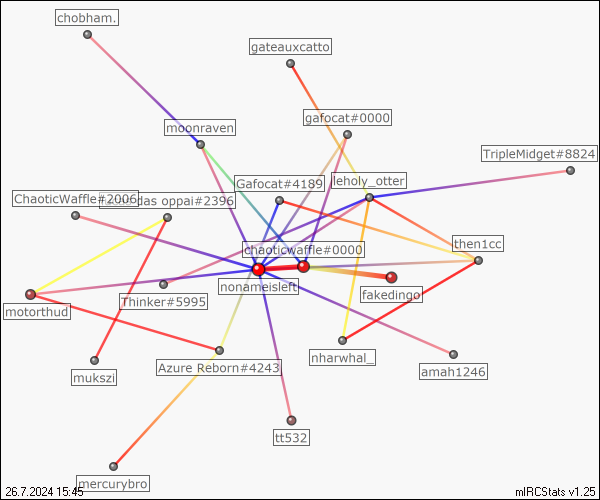 chobham.
gateauxcatto
gafocat#0000
moonraven
TripleMidget#8824
Gafocat#4189
leholy_otter
ChaoticWaffle#2006
das oppai#2396
then1cc
chaoticwaffle#0000
nonameisleft
fakedingo
Thinker#5995
motorthud
nharwhal_
Azure Reborn#4243
amah1246
mukszi
tt532
mercurybro
26.7.2024 15:45
mIRCStats v1.25